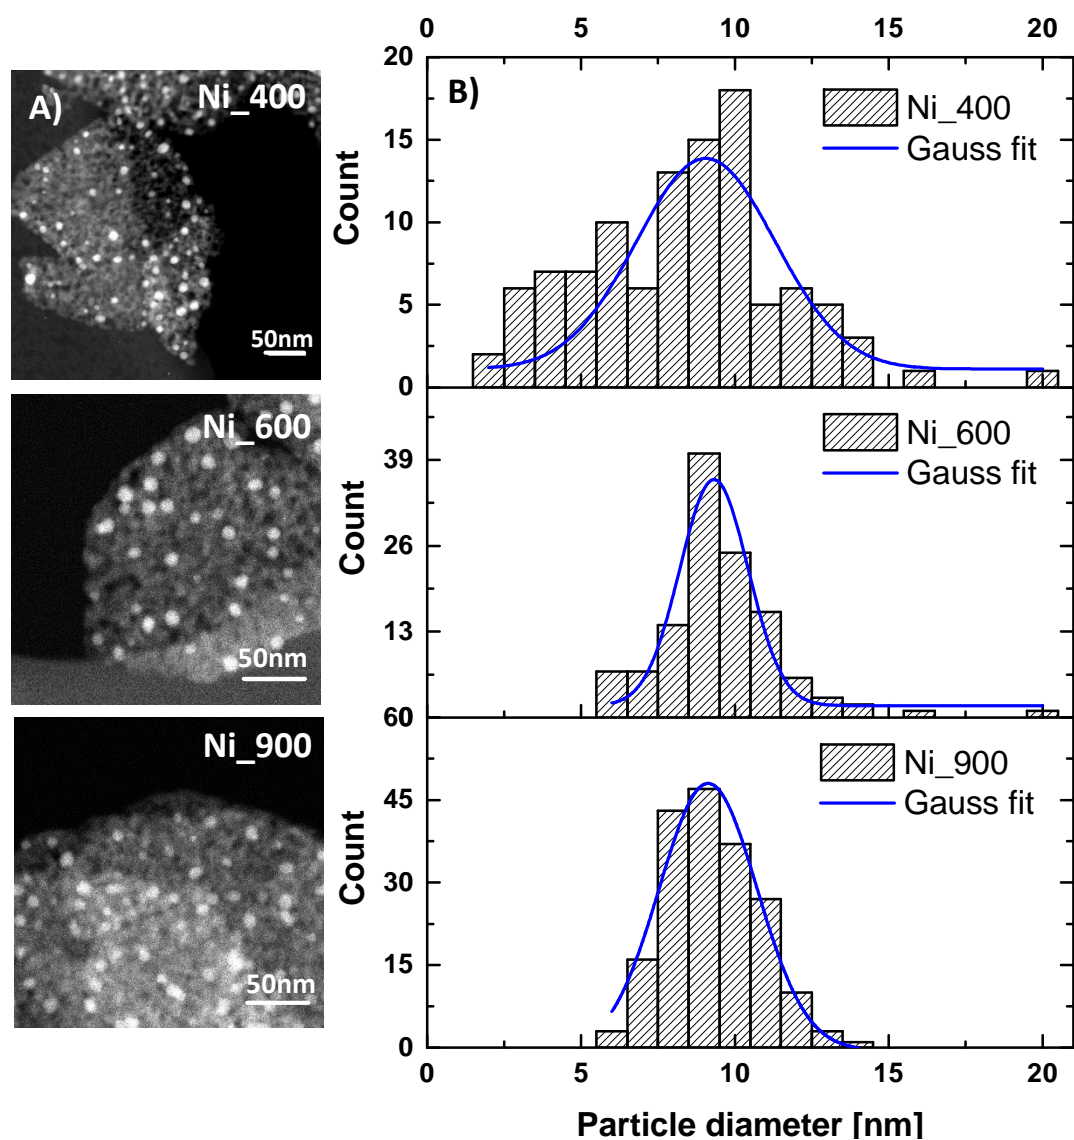 A)
Ni_400
50nm
Ni_600
50nm
Ni_900
50nm
B)
0 5 10 15 20
20
15
10
5
0
Count
Ni_400
Gauss fit
39
26
13
Count
Ni_600
Gauss fit
60
45
30
15
0
Count
Ni_900
Gauss fit
0 5 10 15 20
Particle diameter [nm]